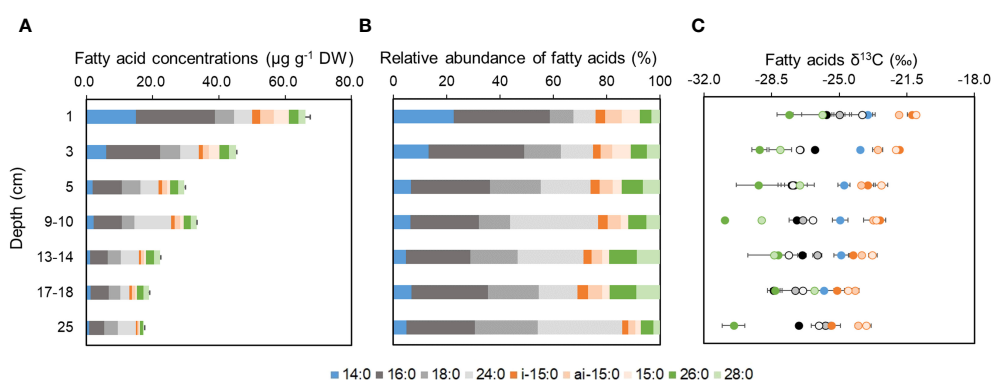 A
B
C
Fatty acid concentrations (µg g⁻¹ DW)
0.0 20.0 40.0 60.0 80.0
Relative abundance of fatty acids (%)
0 20 40 60 80 100
Fatty acids δ¹³C (‰)
-32.0 -28.5 -25.0 -21.5 -18.0
Depth (cm)
1
3
5
9-10
13-14
17-18
25
14:0 16:0 18:0 24:0 i-15:0 ai-15:0 15:0 26:0 28:0